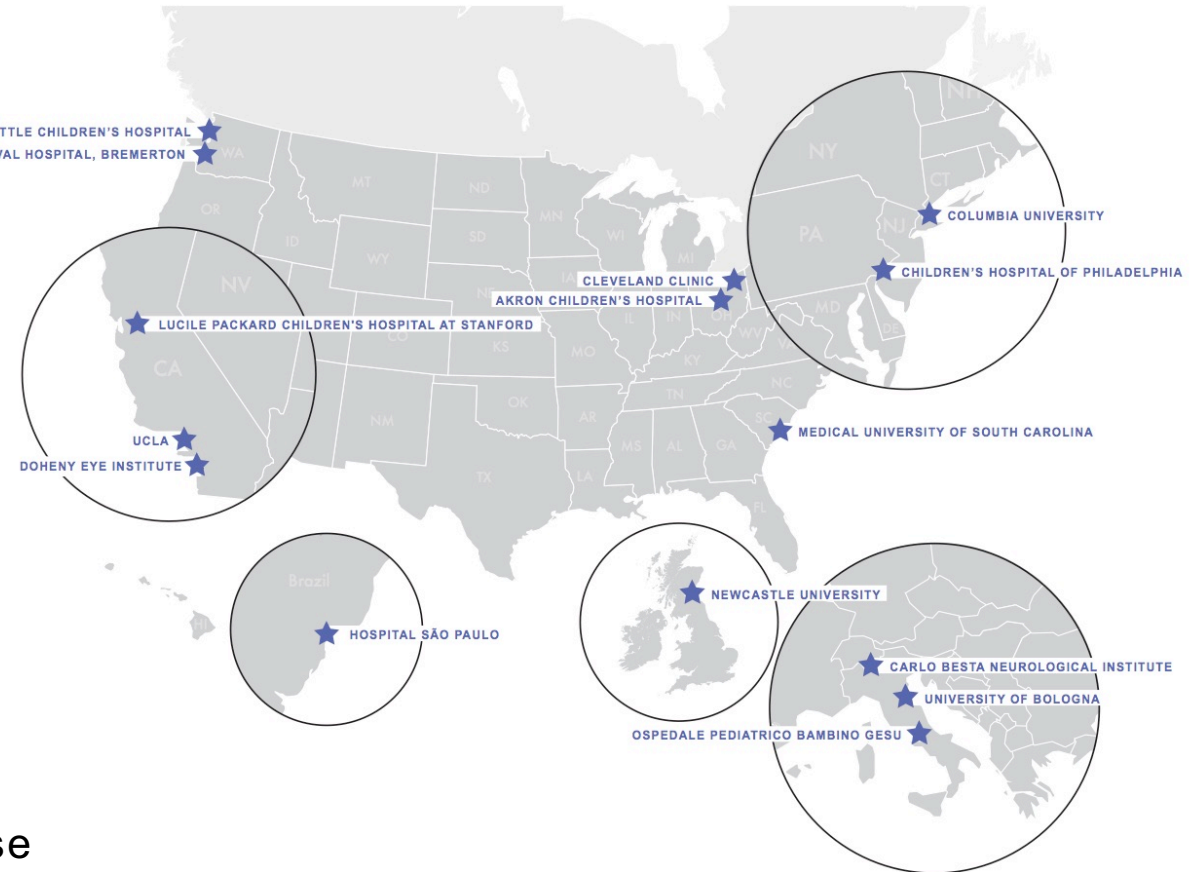 TTLE CHILDREN'S HOSPITAL
VAL HOSPITAL, BREMERTON
WA
MT
ND
MN
OR
ID
WY
SD
WI
MI
IA
NE
NV
CA
CO
KS
MO
IL
IN
OH
WV
VA
KY
NM
OK
AR
TN
NC
SC
TX
LA
MS
AL
GA
FL
HI
NH
NY
CT
PA
NJ
MD
DE
COLUMBIA UNIVERSITY
CHILDREN'S HOSPITAL OF PHILADELPHIA
CLEVELAND CLINIC
AKRON CHILDREN'S HOSPITAL
LUCILE PACKARD CHILDREN'S HOSPITAL AT STANFORD
UCLA
DOHENY EYE INSTITUTE
MEDICAL UNIVERSITY OF SOUTH CAROLINA
Brazil
HOSPITAL SÃO PAULO
NEWCASTLE UNIVERSITY
CARLO BESTA NEUROLOGICAL INSTITUTE
UNIVERSITY OF BOLOGNA
OSPEDALE PEDIATRICO BAMBINO GESU
se